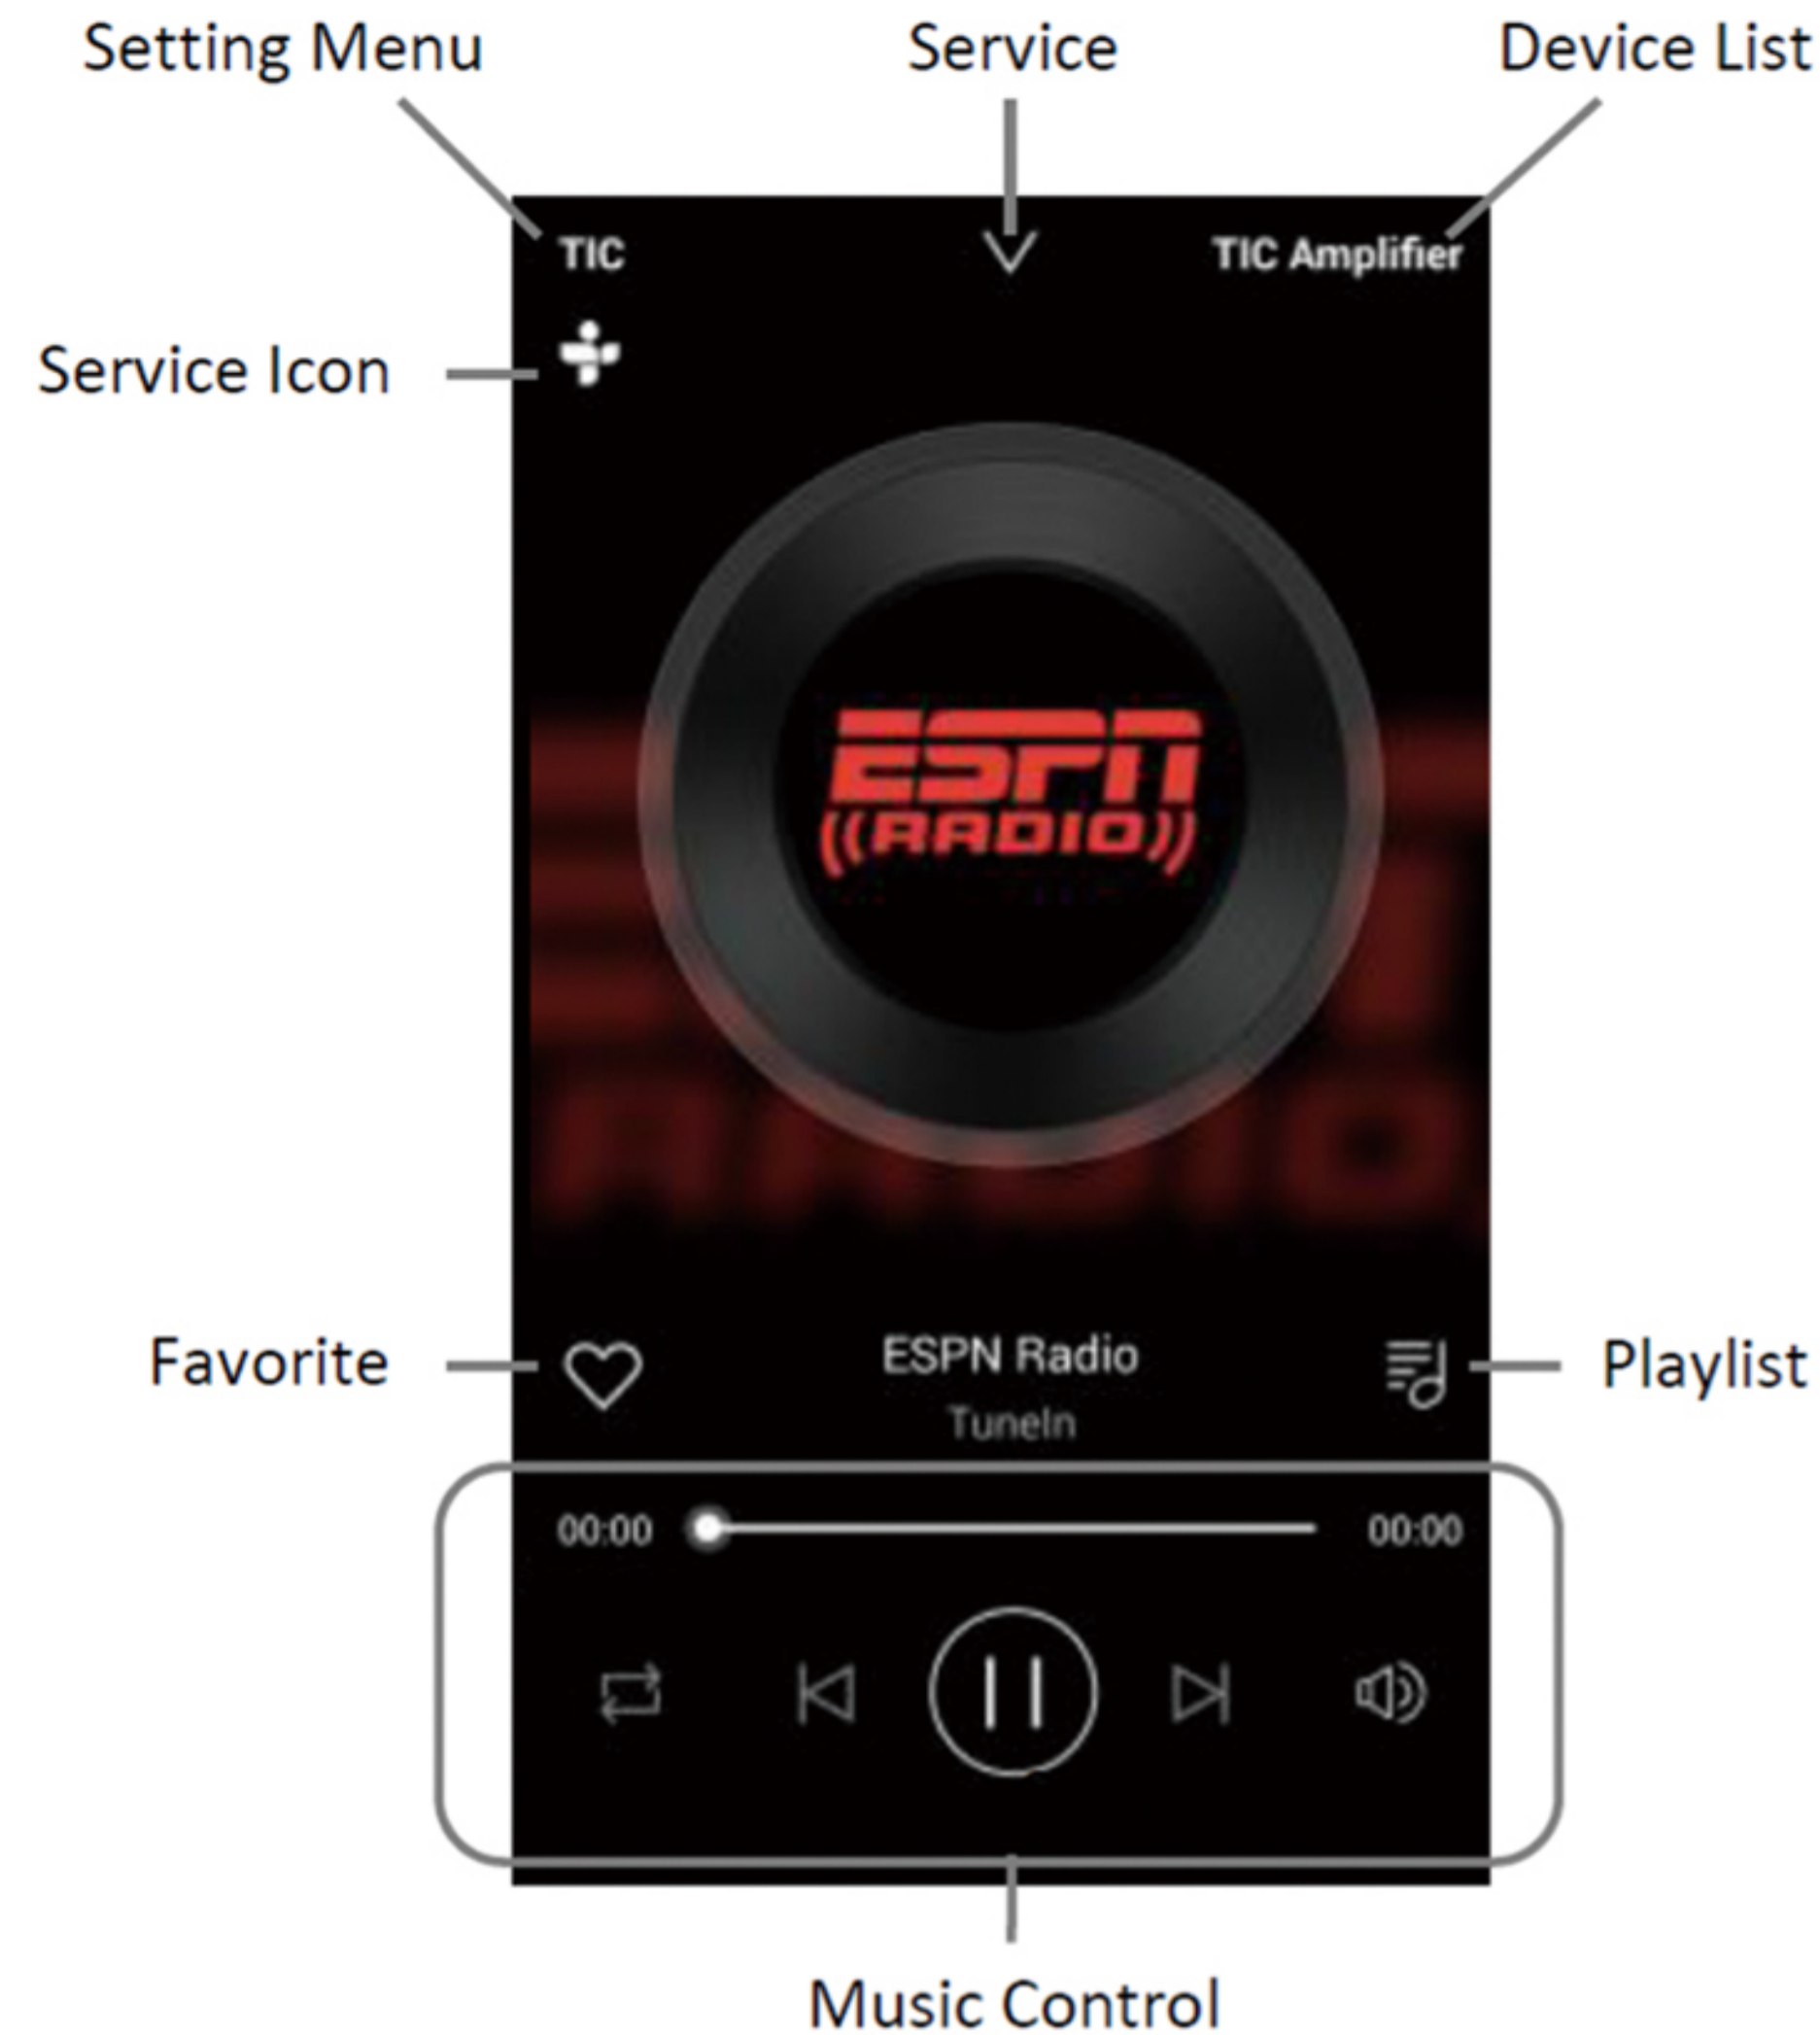 Setting Menu
Service
Device List
TIC
TIC Amplifier
Service Icon
ESPN
((RADIO))
Favorite
ESPN Radio
Playlist
TuneIn
00:00
00:00
Music Control